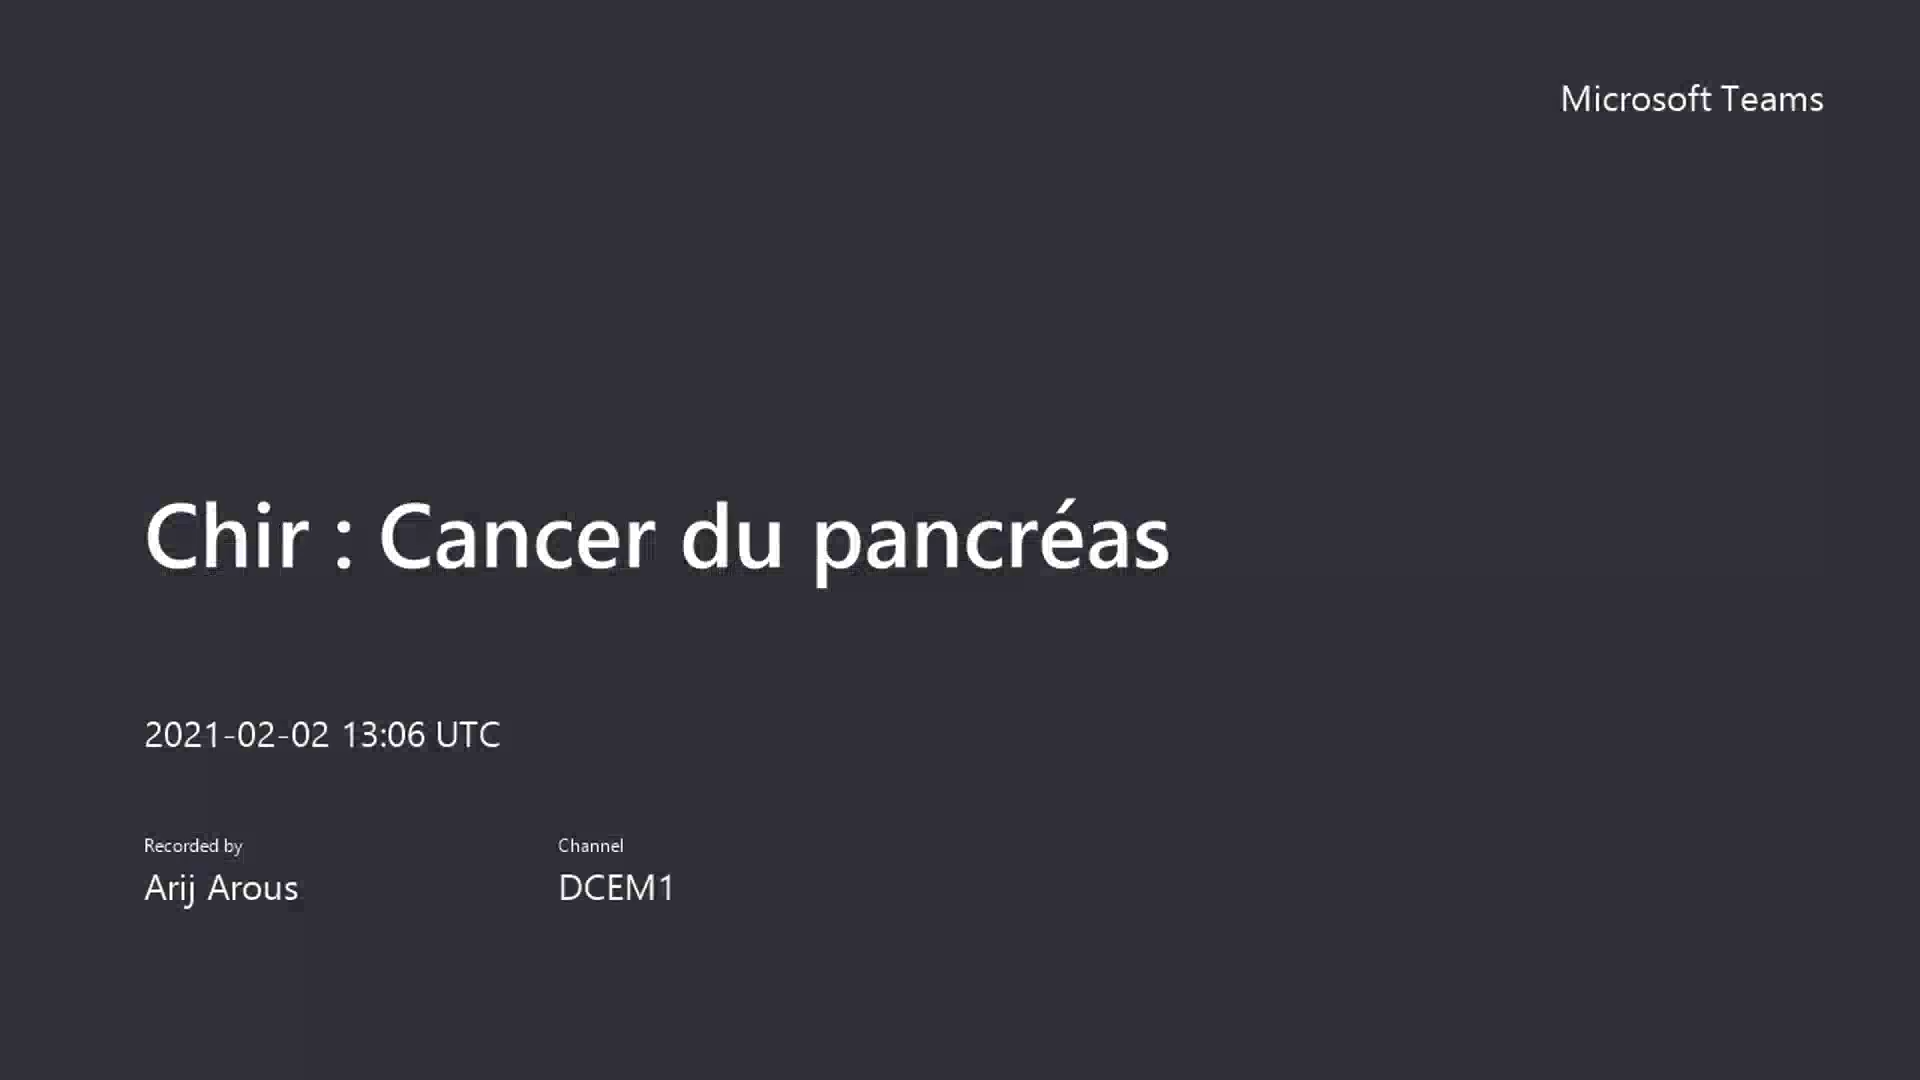 Microsoft Teams
Chir : Cancer du pancréas
2021-02-02 13:06 UTC
Recorded by
Arij Arous
Channel
DCEM1